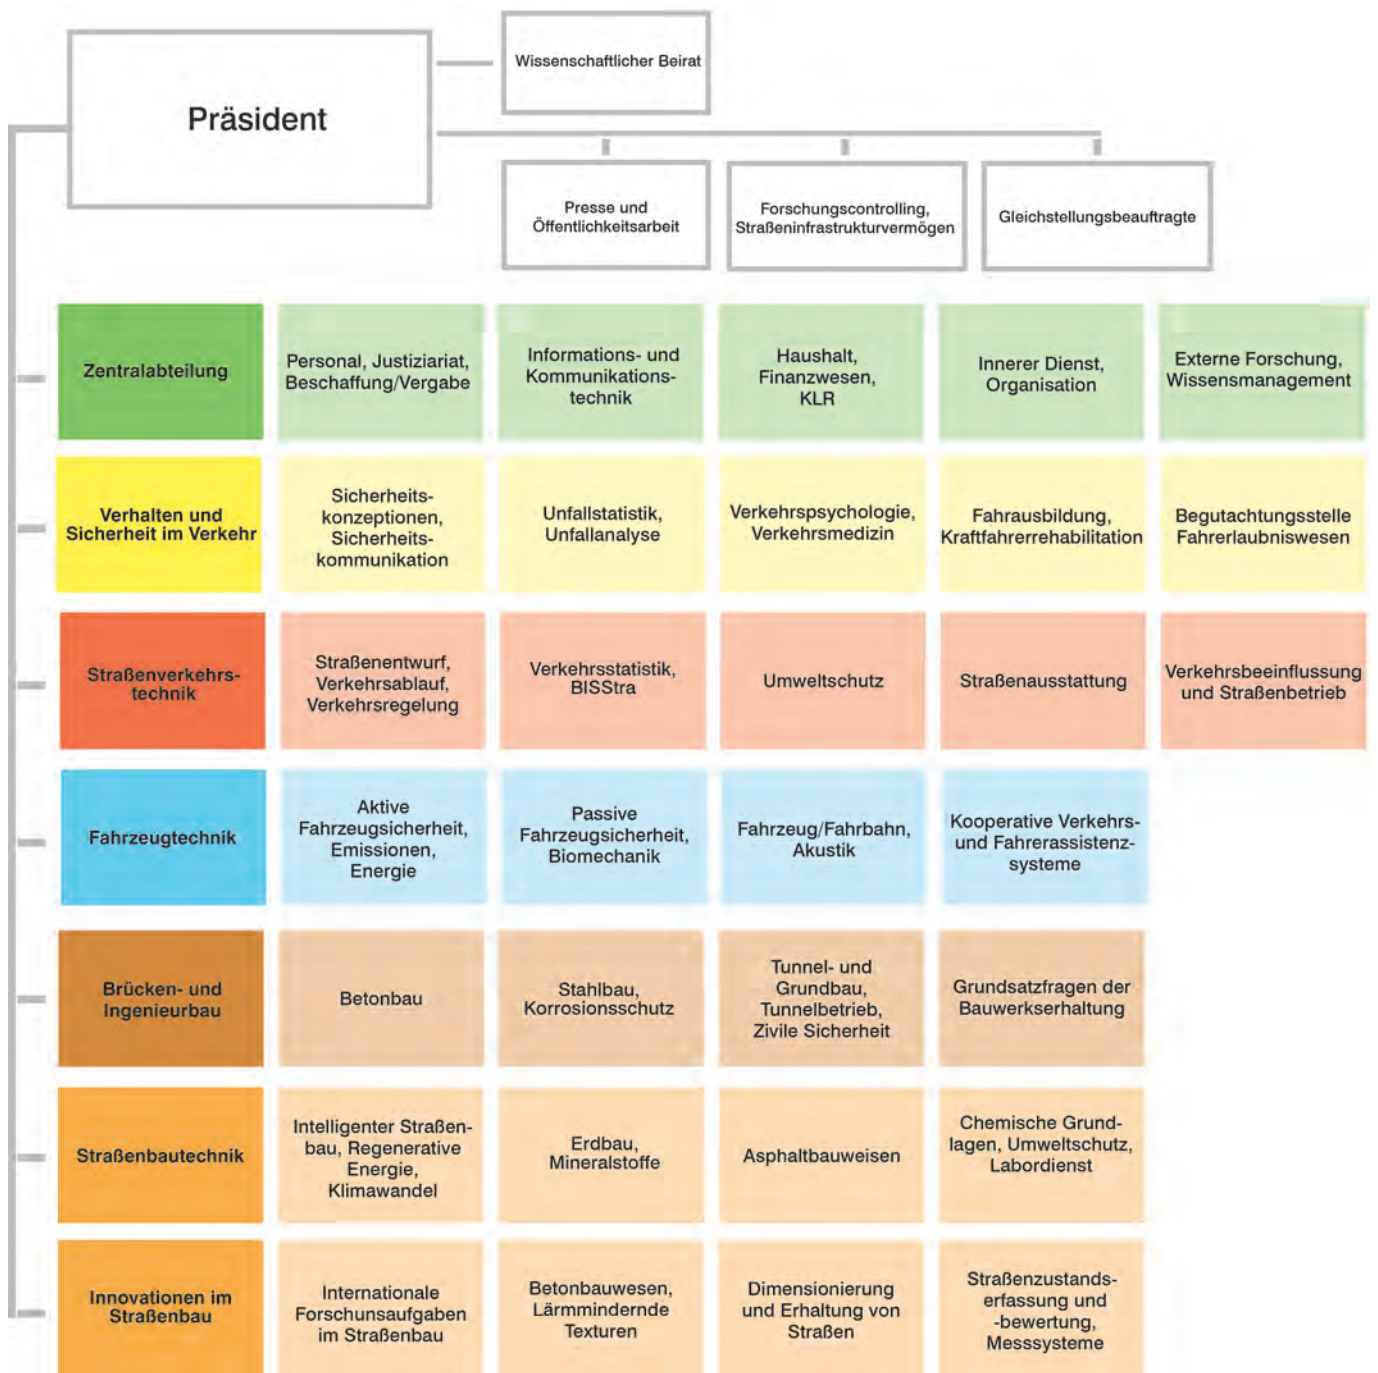 Präsident
Wissenschaftlicher Beirat
Presse und
Öffentlichkeitsarbeit
Forschungscontrolling,
Straßeninfrastrukturvermögen
Gleichstellungsbeauftragte
Zentralabteilung
Personal, Justiziariat,
Beschaffung/Vergabe
Informations- und
Kommunikations-
technik
Haushalt,
Finanzwesen,
KLR
Innerer Dienst,
Organisation
Externe Forschung,
Wissensmanagement
Verhalten und
Sicherheit im Verkehr
Sicherheits-
konzeptionen,
Sicherheits-
kommunikation
Unfallstatistik,
Unfallanalyse
Verkehrspsychologie,
Verkehrsmedizin
Fahrausbildung,
Kraftfahrerrehabilitation
Begutachtungsstelle
Fahrerlaubniswesen
Straßenverkehrs-
technik
Straßenentwurf,
Verkehrsablauf,
Verkehrsregelung
Verkehrsstatistik,
BISStra
Umweltschutz
Straßenausstattung
Verkehrsbeeinflussung
und Straßenbetrieb
Fahrzeugtechnik
Aktive
Fahrzeugsicherheit,
Emissionen,
Energie
Passive
Fahrzeugsicherheit,
Biomechanik
Fahrzeug/Fahrbahn,
Akustik
Kooperative Verkehrs-
und Fahrerassistenz-
systeme
Brücken- und
Ingenieurbau
Betonbau
Stahlbau,
Korrosionsschutz
Tunnel- und
Grundbau,
Tunnelbetrieb,
Zivile Sicherheit
Grundsatzfragen der
Bauwerkserhaltung
Straßenbautechnik
Intelligenter Straßen-
bau, Regenerative
Energie,
Klimawandel
Erdbau,
Mineralstoffe
Asphaltbauweisen
Chemische Grund-
lagen, Umweltschutz,
Labordienst
Innovationen im
Straßenbau
Internationale
Forschunsaufgaben
im Straßenbau
Betonbauwesen,
Lärmmindernde
Texturen
Dimensionierung
und Erhaltung von
Straßen
Straßenzustands-
erfassung und
-bewertung,
Messsysteme